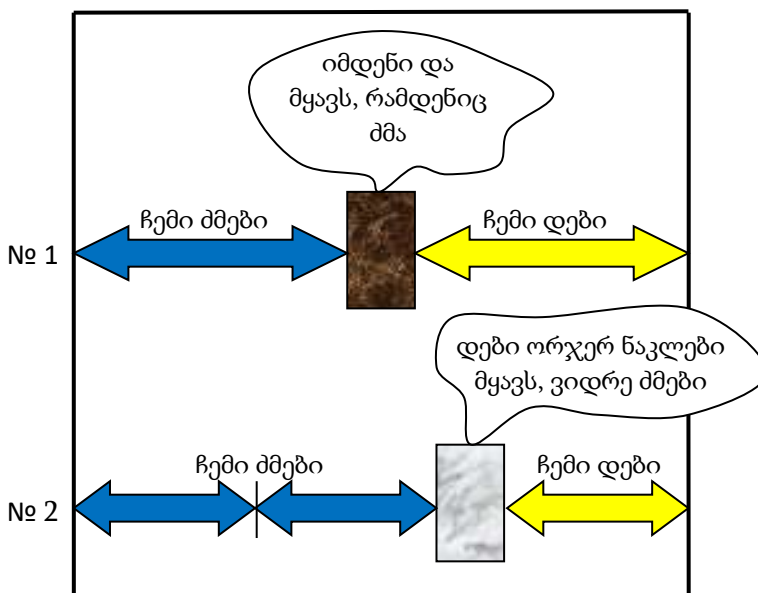 იმდენი და
მყავს, რამდენიც
ძმა
ჩემი ძმები
ჩემი დები
№ 1
დები ორჯერ ნაკლები
მყავს, ვიდრე ძმები
ჩემი ძმები
ჩემი დები
№ 2